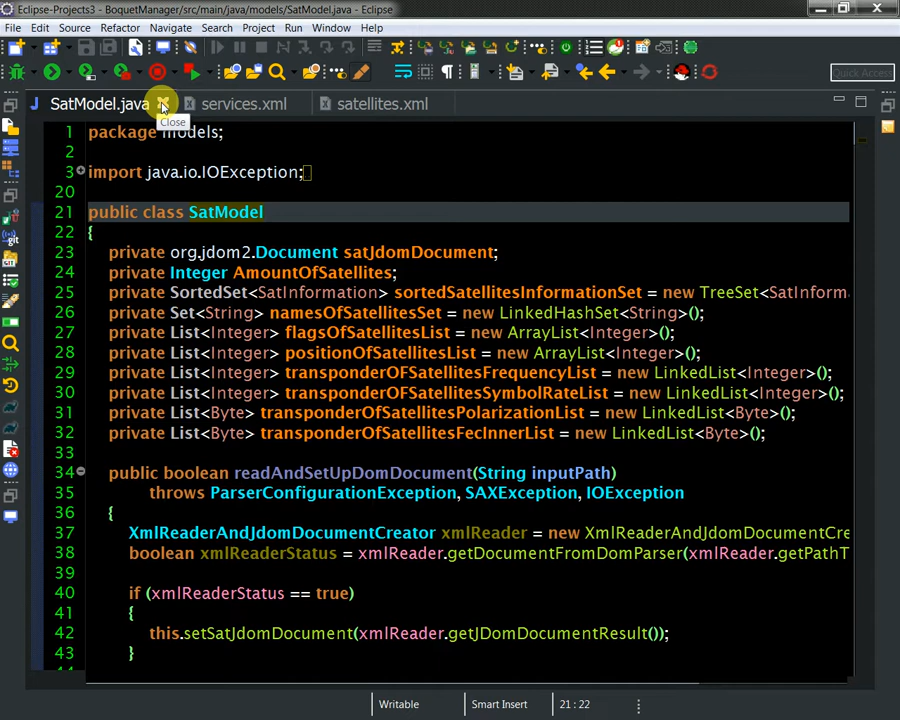 Eclipse-Projects3 - BoquetManager/src/main/java/models/SatModel.java - Eclipse
File Edit Source Refactor Navigate Search Project Run Window Help
Quick Access
SatModel.java services.xml satellites.xml
Close
1 package models;
2
3 import java.io.IOException;
20
21 public class SatModel
22 {
23 private org.jdom2.Document satJdomDocument;
24 private Integer AmountOfSatellites;
25 private SortedSet<SatInformation> sortedSatellitesInformationSet = new TreeSet<SatInform
26 private Set<String> namesOfSatellitesSet = new LinkedHashSet<String>();
27 private List<Integer> flagsOfSatellitesList = new ArrayList<Integer>();
28 private List<Integer> positionOfSatellitesList = new ArrayList<Integer>();
29 private List<Integer> transponderOfSatellitesFrequencyList = new LinkedList<Integer>();
30 private List<Integer> transponderOfSatellitesSymbolRateList = new LinkedList<Integer>();
31 private List<Byte> transponderOfSatellitesPolarizationList = new LinkedList<Byte>();
32 private List<Byte> transponderOfSatellitesFecInnerList = new LinkedList<Byte>();
33
34 public boolean readAndSetUpDomDocument(String inputPath)
35 throws ParserConfigurationException, SAXException, IOException
36 {
37 XmlReaderAndJdomDocumentCreator xmlReader = new XmlReaderAndJdomDocumentCre
38 boolean xmlReaderStatus = xmlReader.getDocumentFromDomParser(xmlReader.getPathT
39
40 if (xmlReaderStatus == true)
41 {
42 this.setSatJdomDocument(xmlReader.getJDomDocumentResult());
43 }
Writable Smart Insert 21 : 22